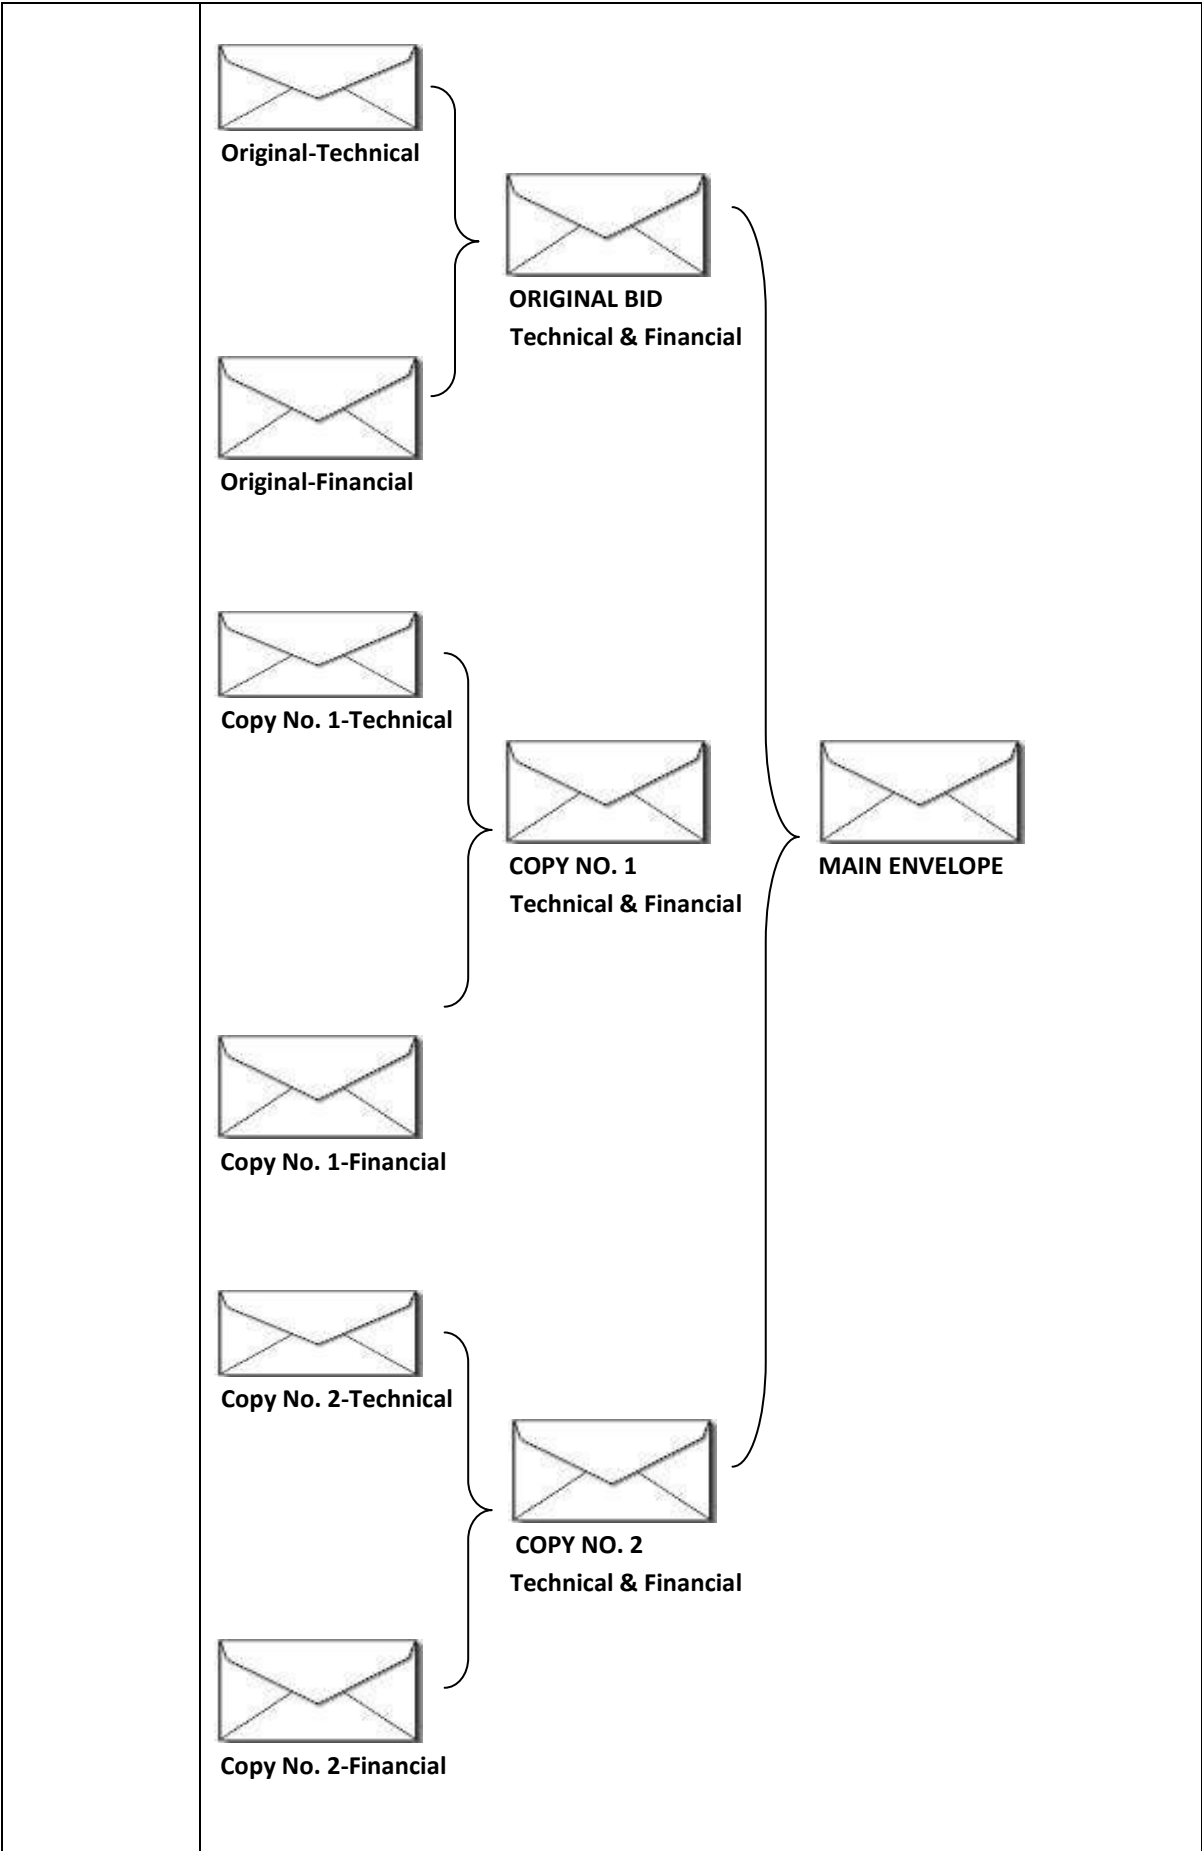 Original-Technical
ORIGINAL BID
Technical & Financial
Original-Financial
Copy No. 1-Technical
COPY NO. 1
Technical & Financial
MAIN ENVELOPE
Copy No. 1-Financial
Copy No. 2-Technical
COPY NO. 2
Technical & Financial
Copy No. 2-Financial